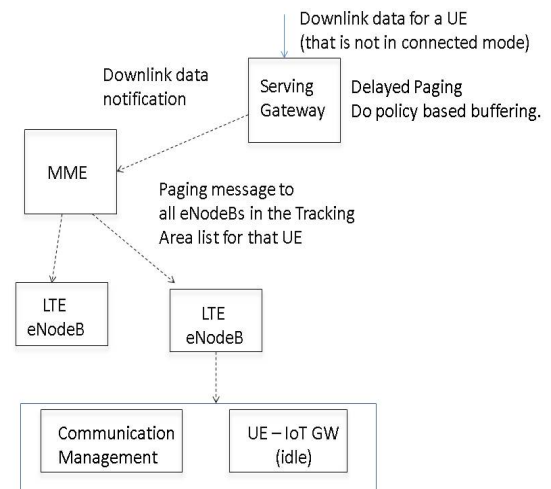 Downlink data for a UE
(that is not in connected mode)
Downlink data
notification
Serving
Gateway
Delayed Paging
Do policy based buffering.
MME
Paging message to
all eNodeBs in the Tracking
Area list for that UE
LTE
eNodeB
LTE
eNodeB
Communication
Management
UE – IoT GW
(idle)